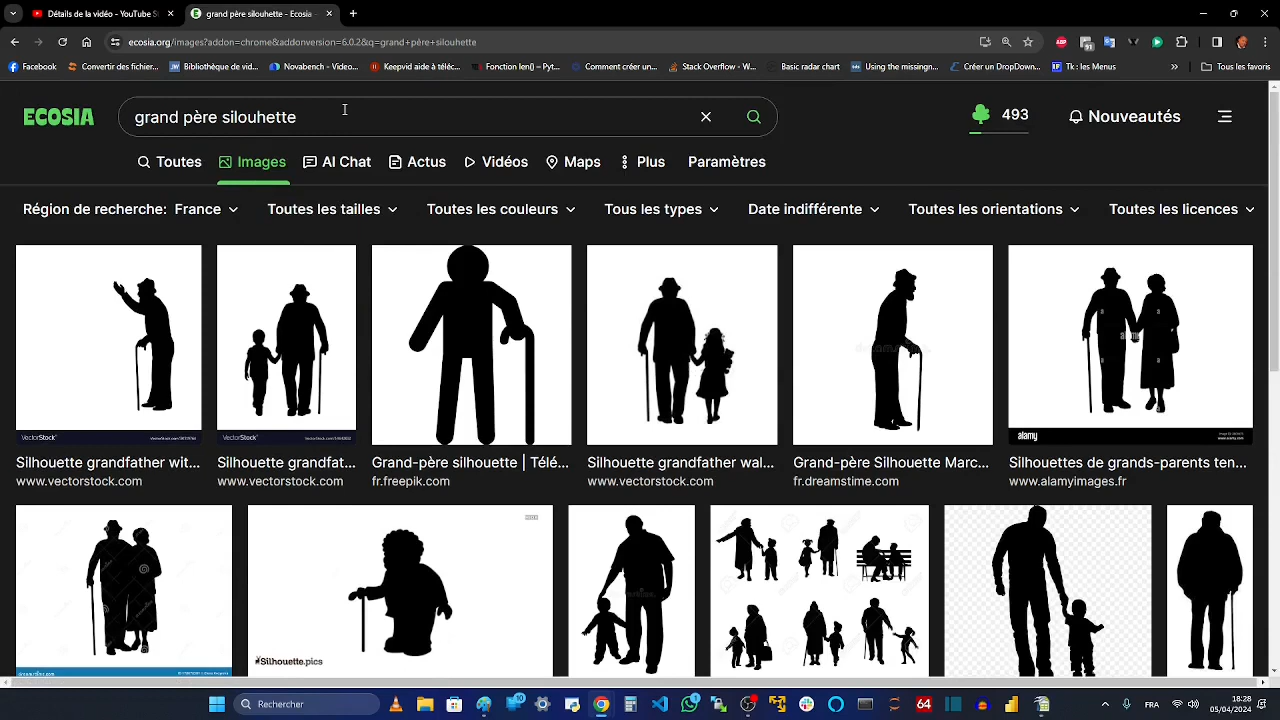 Détails de la vidéo - YouTube St
grand père silouhette - Ecosia -
ecosia.org/images?addon=chrome&addonversion=6.0.2&q=grand+père+silouhette
91
Facebook
Convertir des fichier...
Bibliothèque de vid...
Novabench - Video...
Keepvid aide à téléc...
Fonction len() — Pyt...
Comment créer un...
Stack Overflow - W...
Basic radar chart
Using the missingn...
Créer un DropDown...
Tk : les Menus
»
Tous les favoris
ECOSIA
grand père silouhette
493
Nouveautés
Toutes
Images
AI Chat
Actus
Vidéos
Maps
Plus
Paramètres
Région de recherche: France
Toutes les tailles
Toutes les couleurs
Tous les types
Date indifférente
Toutes les orientations
Toutes les licences
VectorStock
VectorStock
alamy
Silhouette grandfather wit...
Silhouette grandfat...
Grand-père silhouette | Télé...
Silhouette grandfather wal...
Grand-père Silhouette Marc...
Silhouettes de grands-parents ten...
www.vectorstock.com
www.vectorstock.com
fr.freepik.com
www.vectorstock.com
fr.dreamstime.com
www.alamyimages.fr
dreamstime.com
Silhouette.pics
Rechercher
64
FRA
18:28
05/04/2024